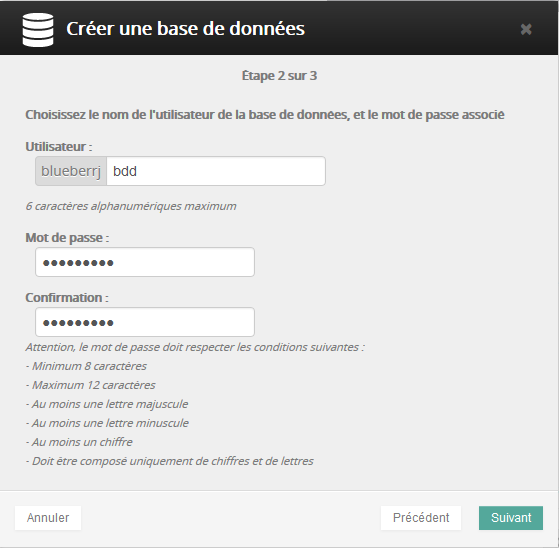 Créer une base de données
Étape 2 sur 3
Choisissez le nom de l'utilisateur de la base de données, et le mot de passe associé
Utilisateur :
blueberrj bdd
6 caractères alphanumériques maximum
Mot de passe :
●●●●●●●●●
Confirmation :
●●●●●●●●●
Attention, le mot de passe doit respecter les conditions suivantes :
- Minimum 8 caractères
- Maximum 12 caractères
- Au moins une lettre majuscule
- Au moins une lettre minuscule
- Au moins un chiffre
- Doit être composé uniquement de chiffres et de lettres
Annuler Précédent Suivant